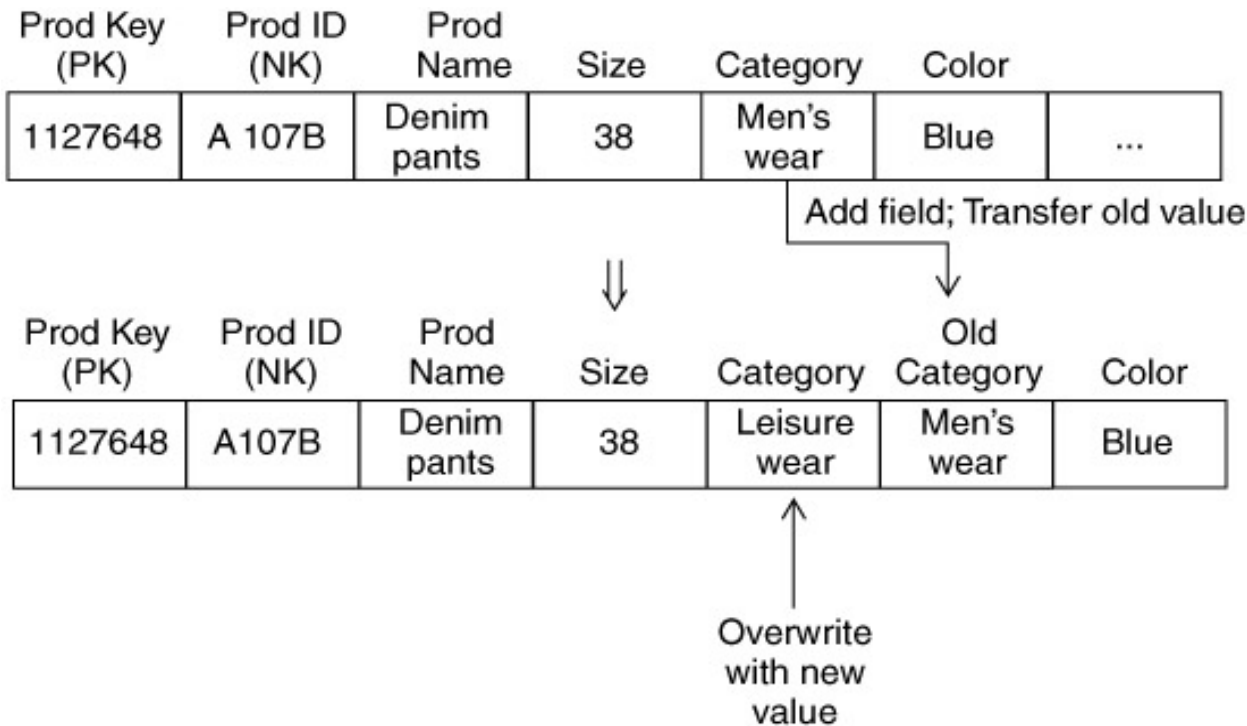 Prod Key Prod ID Prod
(PK) (NK) Name Size Category Color
1127648 A 107B Denim pants 38 Men's wear Blue ...
Add field; Transfer old value
Prod Key Prod ID Prod Old
(PK) (NK) Name Size Category Category Color
1127648 A107B Denim pants 38 Leisure wear Men's wear Blue
Overwrite
with new
value